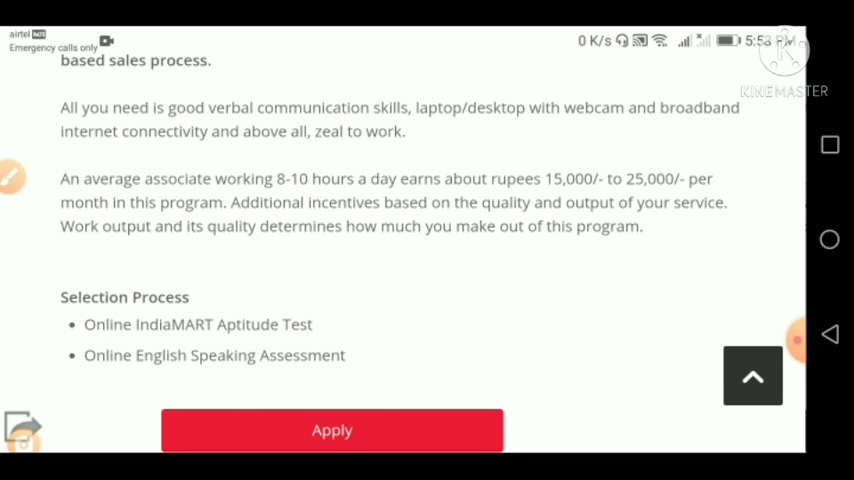 airtel VoLTE
Emergency calls only
0 K/s 5:53 PM
KINEMASTER
based sales process.
All you need is good verbal communication skills, laptop/desktop with webcam and broadband
internet connectivity and above all, zeal to work.
An average associate working 8-10 hours a day earns about rupees 15,000/- to 25,000/- per
month in this program. Additional incentives based on the quality and output of your service.
Work output and its quality determines how much you make out of this program.
Selection Process
• Online IndiaMART Aptitude Test
• Online English Speaking Assessment
Apply